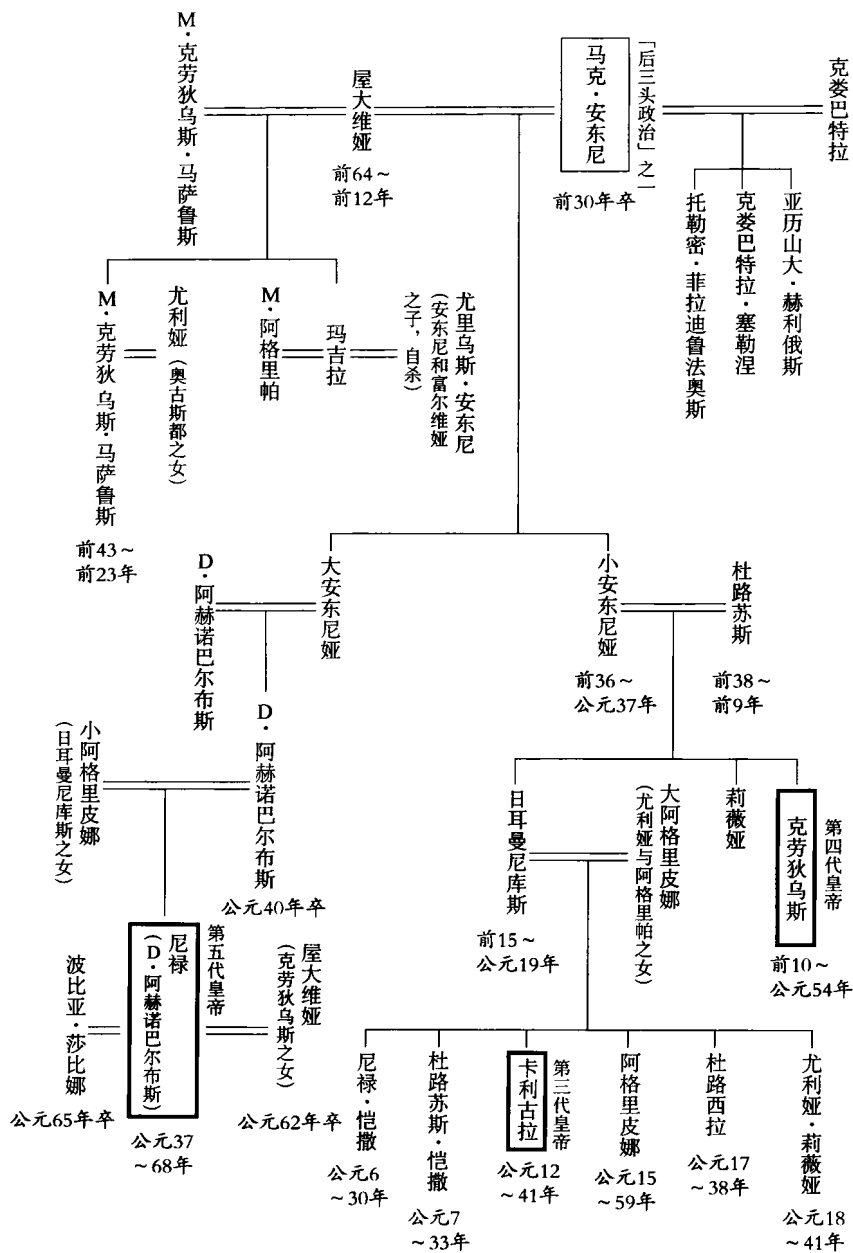 M·克劳狄乌斯·马萨鲁斯
屋大维娅
前64～
前12年
马克·安东尼
「后三头政治」之一
前30年卒
克娄巴特拉
托勒密·菲拉迪鲁法奥斯
克娄巴特拉·塞勒涅
亚历山大·赫利俄斯
M·克劳狄乌斯·马萨鲁斯
前43～
前23年
尤利娅（奥古斯都之女）
M·阿格里帕
玛吉拉
尤里乌斯·安东尼
（安东尼和富尔维娅
之子，自杀）
D·阿赫诺巴尔布斯
大安东尼娅
小安东尼娅
前36～
公元37年
杜路苏斯
前38～
前9年
小阿格里皮娜
（日耳曼尼库斯之女）
D·阿赫诺巴尔布斯
公元40年卒
日耳曼尼库斯
前15～
公元19年
大阿格里皮娜
（尤利娅与阿格里帕之女）
莉薇娅
克劳狄乌斯
第四代皇帝
前10～
公元54年
波比亚·莎比娜
公元65年卒
尼禄
（D·阿赫诺巴尔布斯）
第五代皇帝
公元37
～68年
屋大维娅
（克劳狄乌斯之女）
公元62年卒
尼禄·恺撒
公元6
～30年
杜路苏斯·恺撒
公元7
～33年
卡利古拉
第三代皇帝
公元12
～41年
阿格里皮娜
公元15
～59年
杜路西拉
公元17
～38年
尤利娅·莉薇娅
公元18
～41年